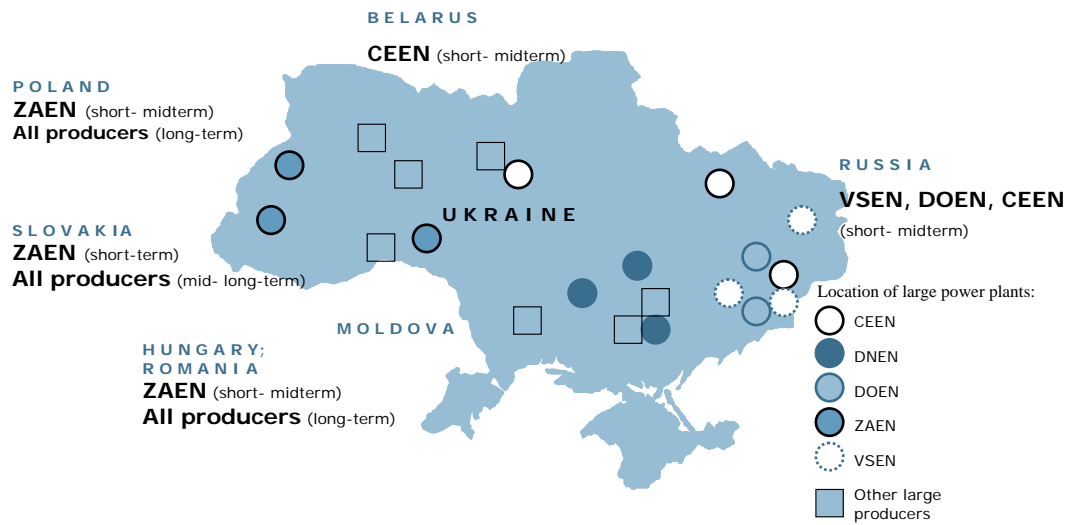 BELARUS
CEEN (short- midterm)
POLAND
ZAEN (short- midterm)
All producers (long-term)
RUSSIA
VSEN, DOEN, CEEN
(short- midterm)
UKRAINE
SLOVAKIA
ZAEN (short-term)
All producers (mid- long-term)
MOLDOVA
HUNGARY;
ROMANIA
ZAEN (short- midterm)
All producers (long-term)
Location of large power plants:
CEEN
DNEN
DOEN
ZAEN
VSEN
Other large
producers